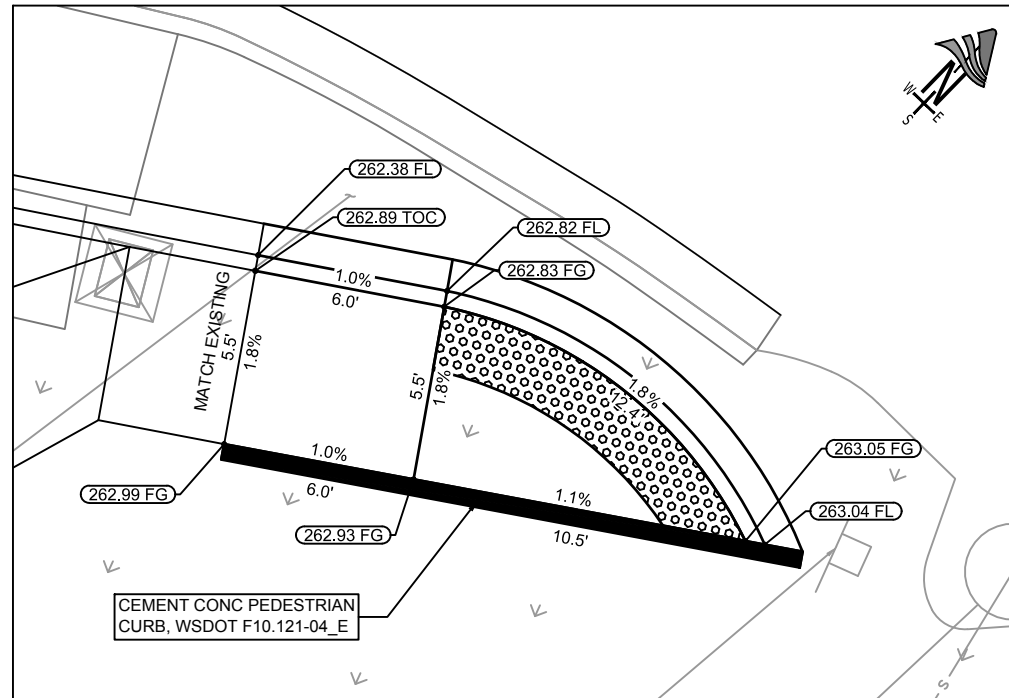 N
W
E
S
262.38 FL
262.89 TOC
262.82 FL
262.83 FG
1.0%
6.0'
MATCH EXISTING
5.5'
1.8%
5.5'
1.8%
1.8%
12.4'
263.05 FG
263.04 FL
1.0%
6.0'
262.99 FG
262.93 FG
1.1%
10.5'
CEMENT CONC PEDESTRIAN
CURB, WSDOT F10.121-04_E
S